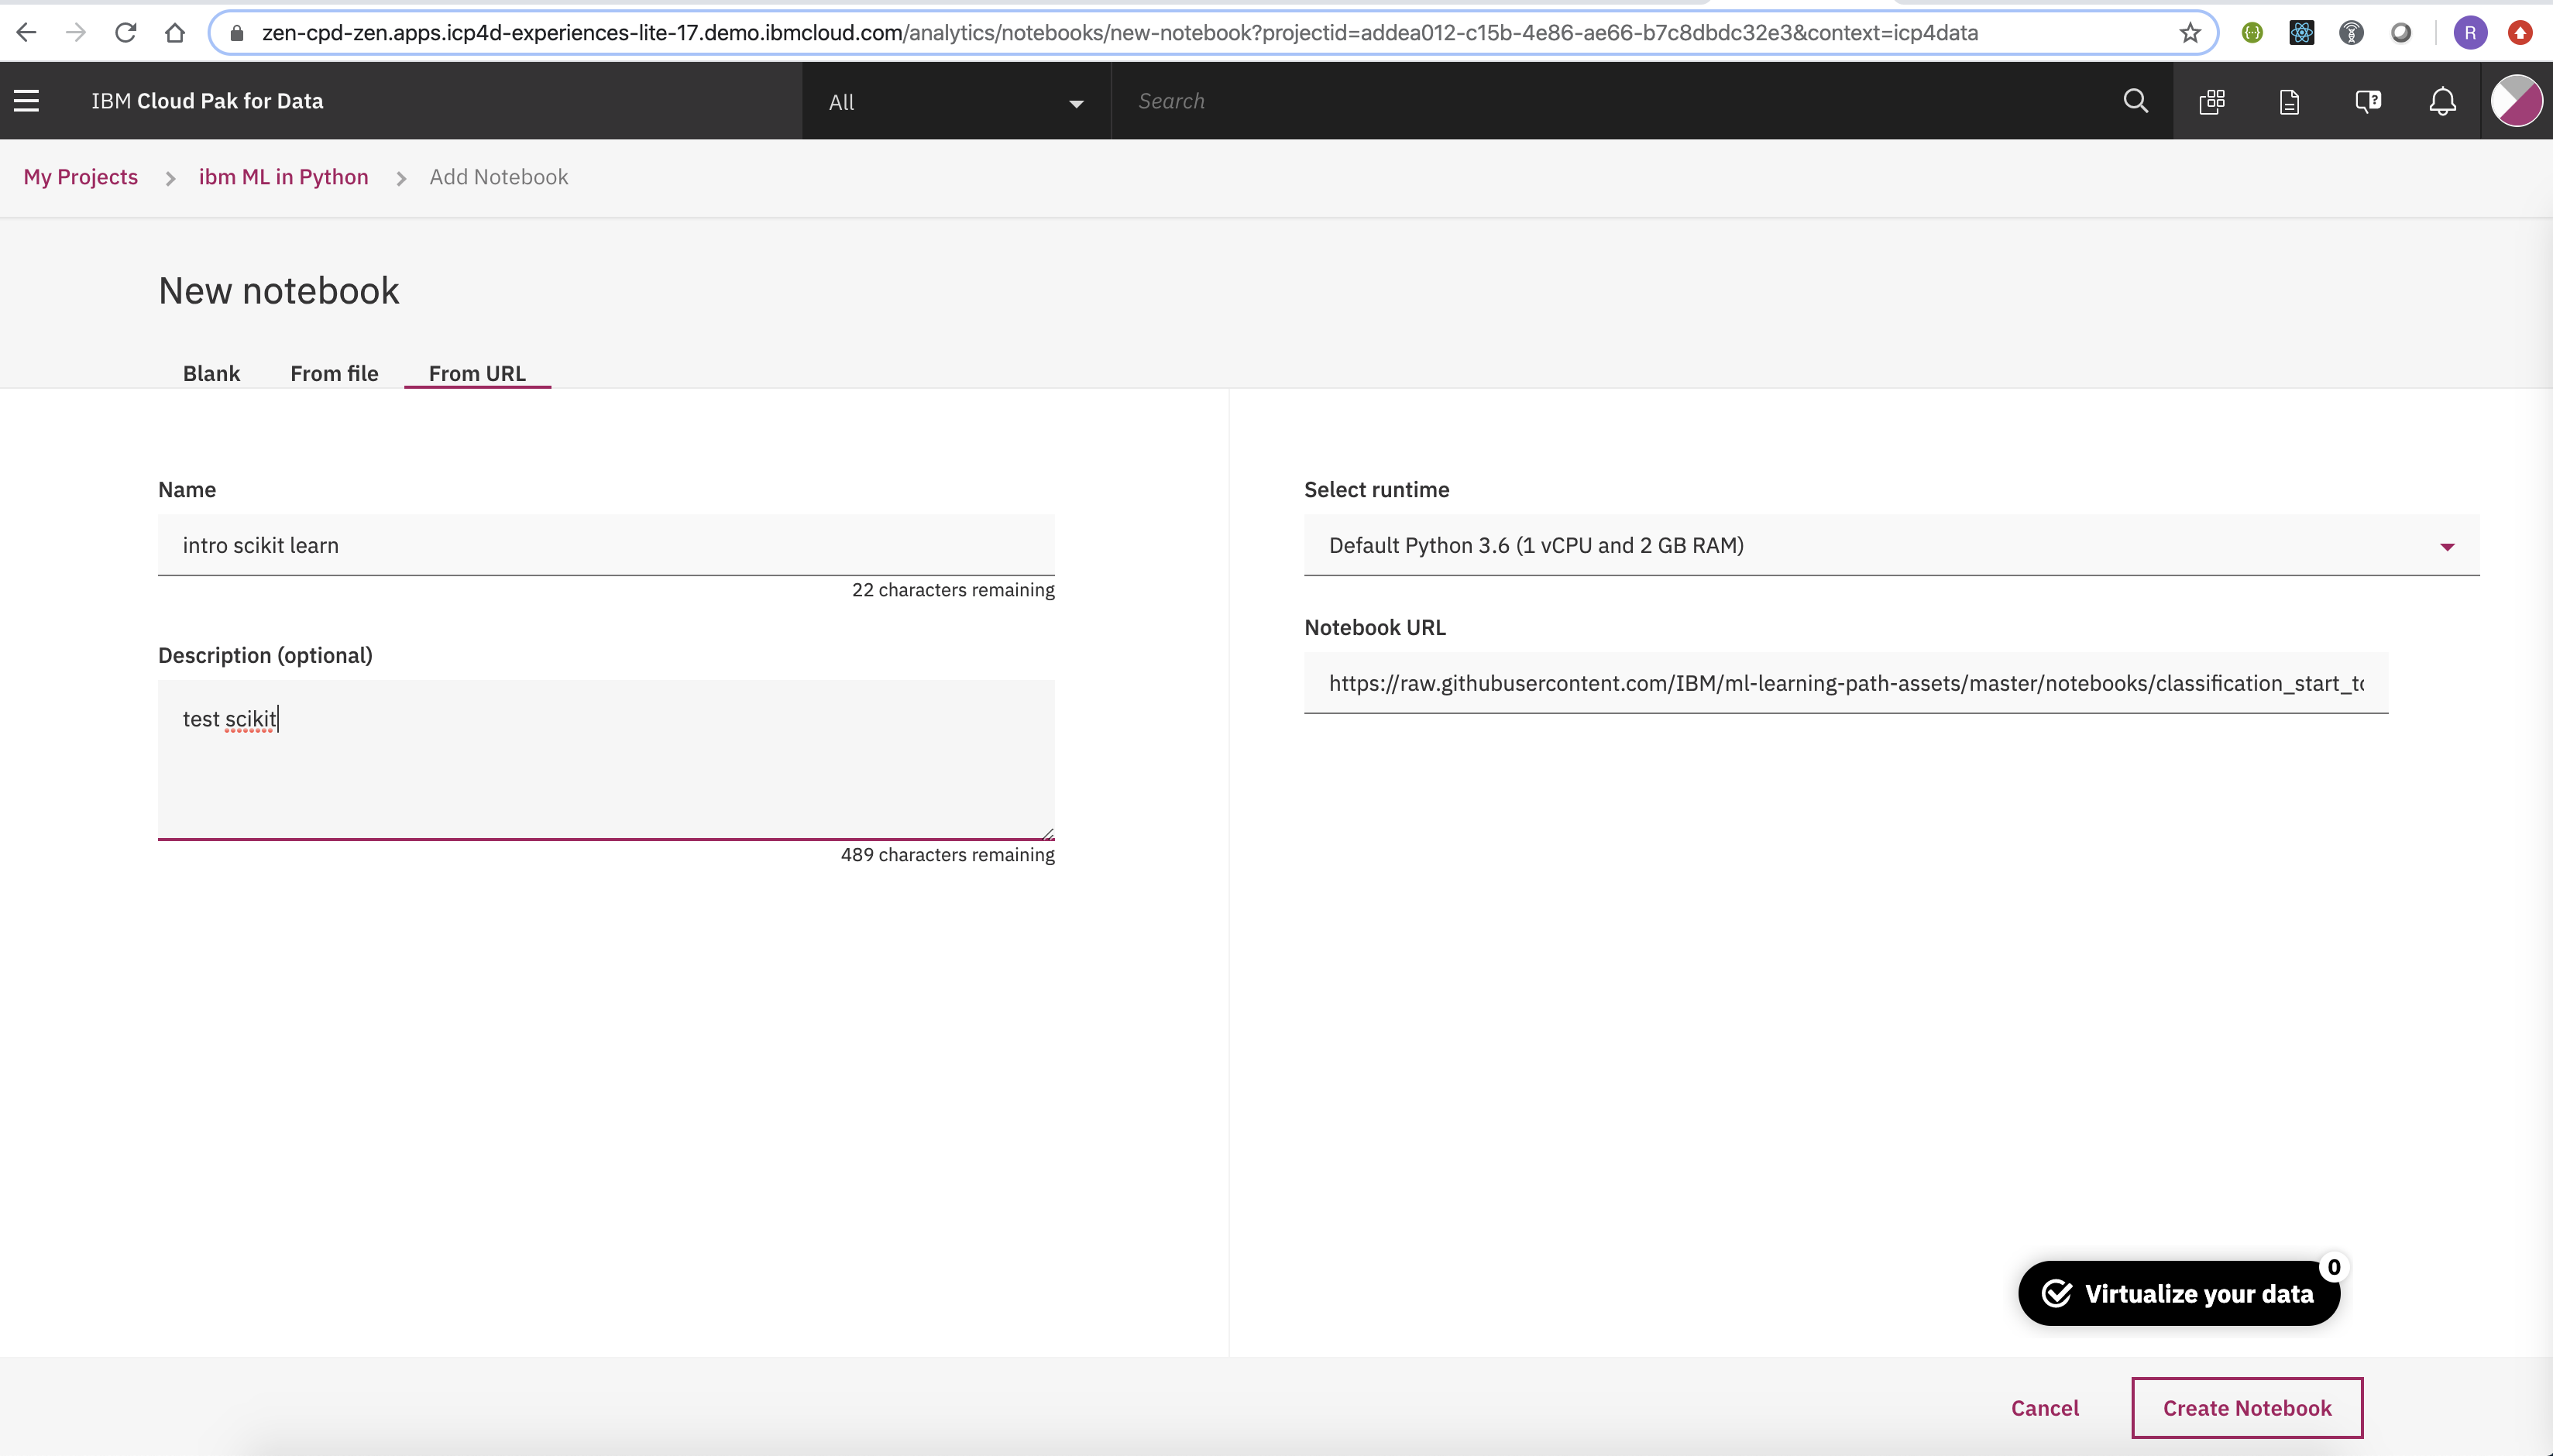 zen-cpd-zen.apps.icp4d-experiences-lite-17.demo.ibmcloud.com/analytics/notebooks/new-notebook?projectid=addea012-c15b-4e86-ae66-b7c8dbdc32e3&context=icp4data
R
IBM Cloud Pak for Data
All
Search
My Projects
ibm ML in Python
Add Notebook
New notebook
Blank
From file
From URL
Name
intro scikit learn
22 characters remaining
Description (optional)
test scikit
489 characters remaining
Select runtime
Default Python 3.6 (1 vCPU and 2 GB RAM)
Notebook URL
https://raw.githubusercontent.com/IBM/ml-learning-path-assets/master/notebooks/classification_start_to
0
Virtualize your data
Cancel
Create Notebook